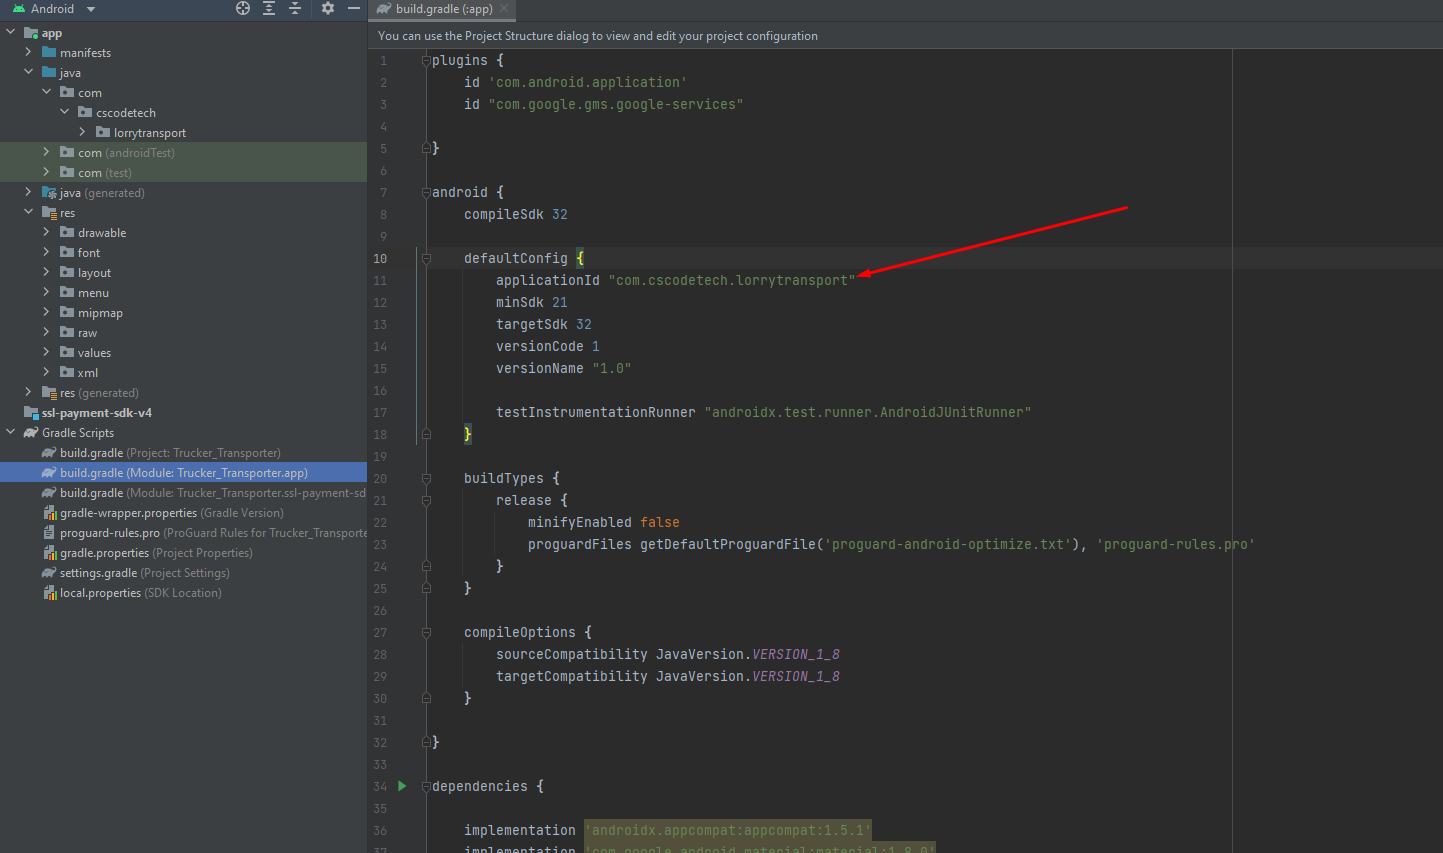 Android
app
manifests
java
com
cscodetech
lorrytransport
com (androidTest)
com (test)
java (generated)
res
drawable
font
layout
menu
mipmap
raw
values
xml
res (generated)
ssl-payment-sdk-v4
Gradle Scripts
build.gradle (Project: Trucker_Transporter)
build.gradle (Module: Trucker_Transporter.app)
build.gradle (Module: Trucker_Transporter.ssl-payment-sd
gradle-wrapper.properties (Gradle Version)
proguard-rules.pro (ProGuard Rules for Trucker_Transporte
gradle.properties (Project Properties)
settings.gradle (Project Settings)
local.properties (SDK Location)
build.gradle (:app)
You can use the Project Structure dialog to view and edit your project configuration
1 plugins {
2 id 'com.android.application'
3 id "com.google.gms.google-services"
4
5 }
6
7 android {
8 compileSdk 32
9
10 defaultConfig {
11 applicationId "com.cscodetech.lorrytransport"
12 minSdk 21
13 targetSdk 32
14 versionCode 1
15 versionName "1.0"
16
17 testInstrumentationRunner "androidx.test.runner.AndroidJUnitRunner"
18 }
19
20 buildTypes {
21 release {
22 minifyEnabled false
23 proguardFiles getDefaultProguardFile('proguard-android-optimize.txt'), 'proguard-rules.pro'
24 }
25 }
26
27 compileOptions {
28 sourceCompatibility JavaVersion.VERSION_1_8
29 targetCompatibility JavaVersion.VERSION_1_8
30 }
31
32 }
33
34 dependencies {
35
36 implementation 'androidx.appcompat:appcompat:1.5.1'
37 implementation 'com.google.android.material:material:1.8.0'